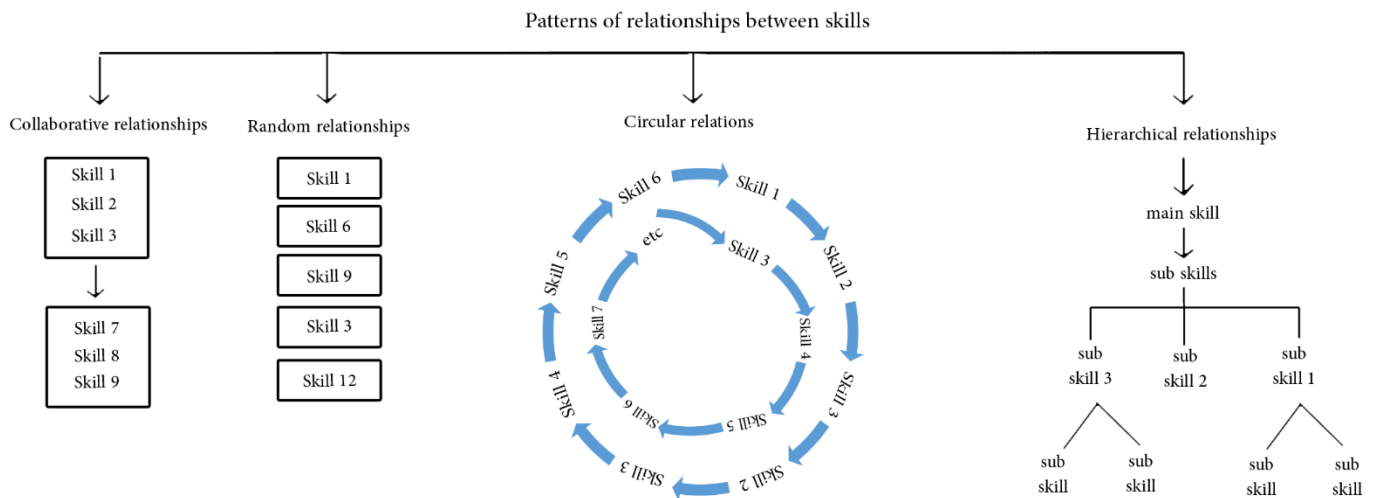 Patterns of relationships between skills
Collaborative relationships
Skill 1
Skill 2
Skill 3
Skill 7
Skill 8
Skill 9
Random relationships
Skill 1
Skill 6
Skill 9
Skill 3
Skill 12
Circular relations
Skill 1
Skill 2
Skill 3
Skill 2
Skill 3
Skill 4
Skill 5
Skill 6
Skill 3
Skill 4
Skill 5
Skill 6
Skill 7
etc
Hierarchical relationships
main skill
sub skills
sub
skill 3
sub
skill 2
sub
skill 1
sub
skill
sub
skill
sub
skill
sub
skill